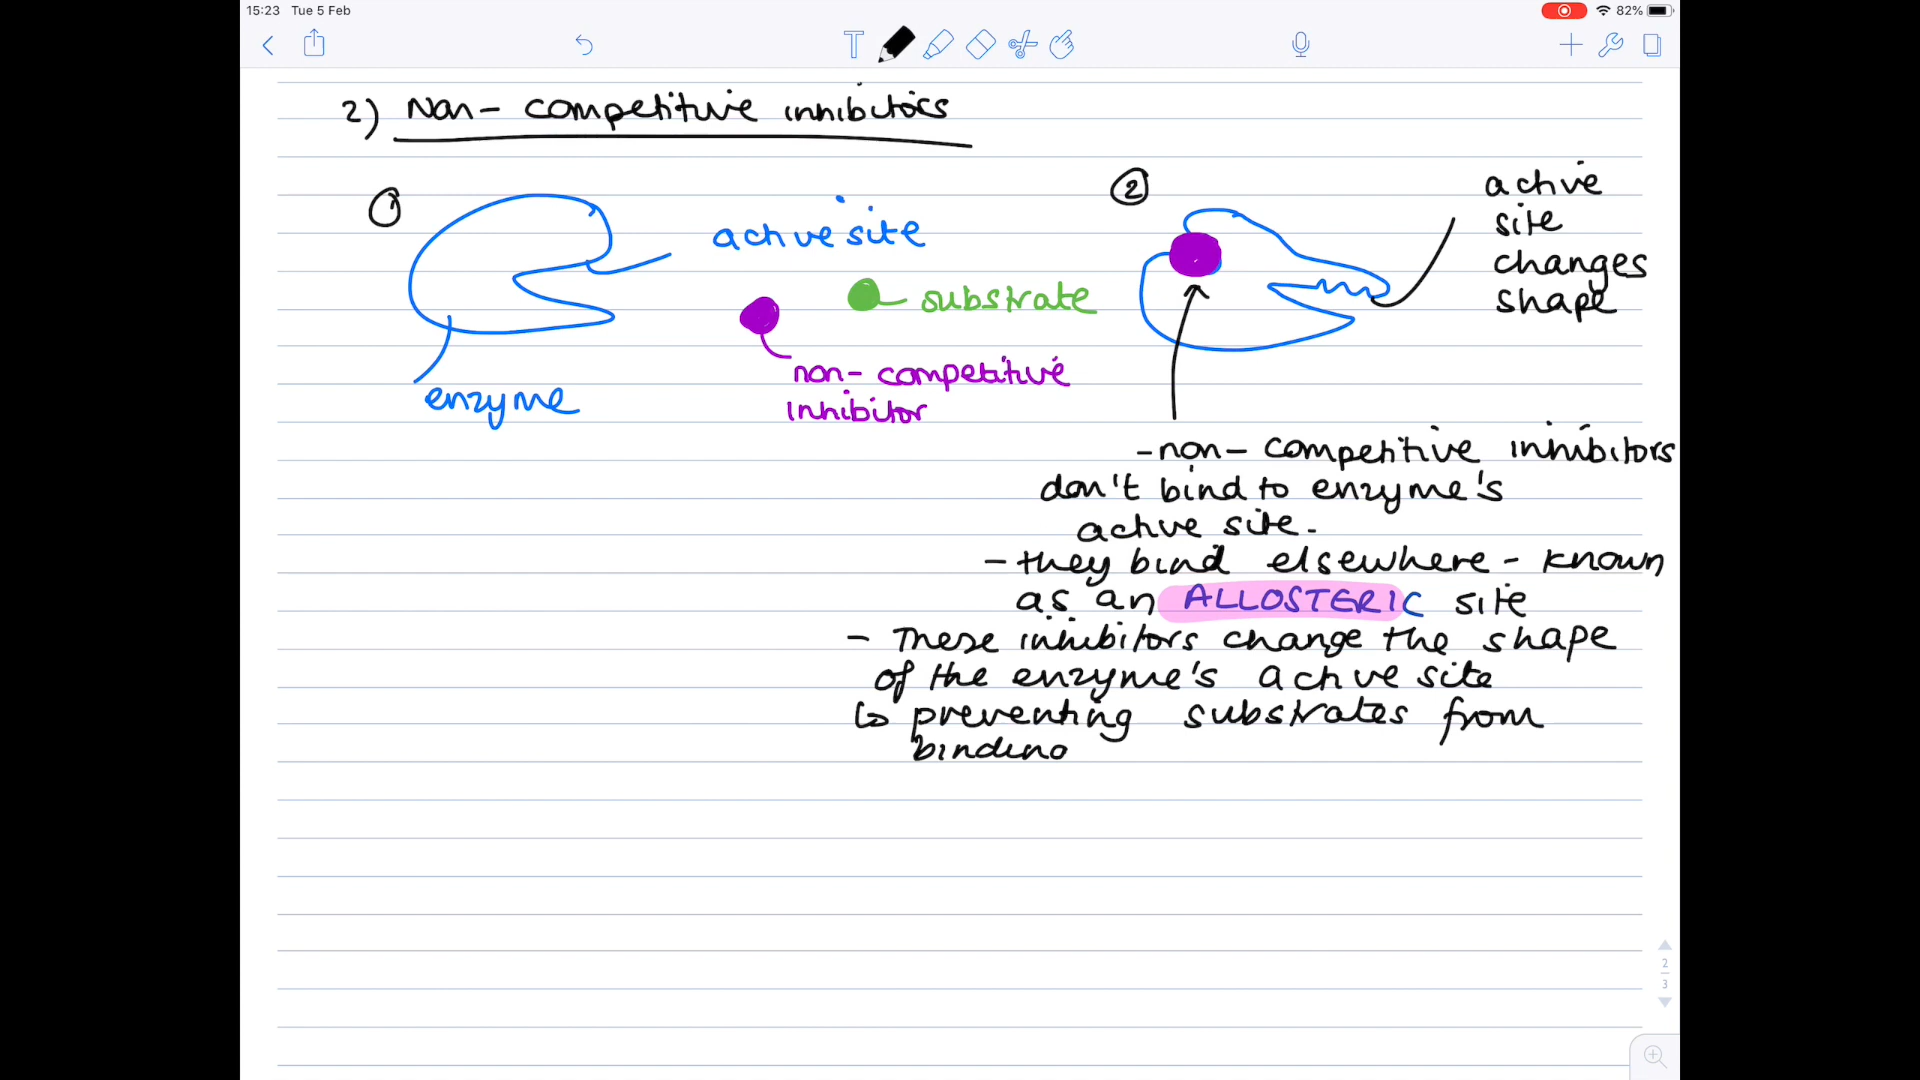 15:23 Tue 5 Feb
82%
T
2) Non- competitive inhibitors
1
active site
substrate
non- competitive
inhibitor
enzyme
2
active
site
changes
shape
-non- competitive inhibitors
don't bind to enzyme's
active site.
- they bind elsewhere - known
as an ALLOSTERIC site
- These inhibitors change the shape
of the enzyme's active site
↳ preventing substrates from
bindino
2
3